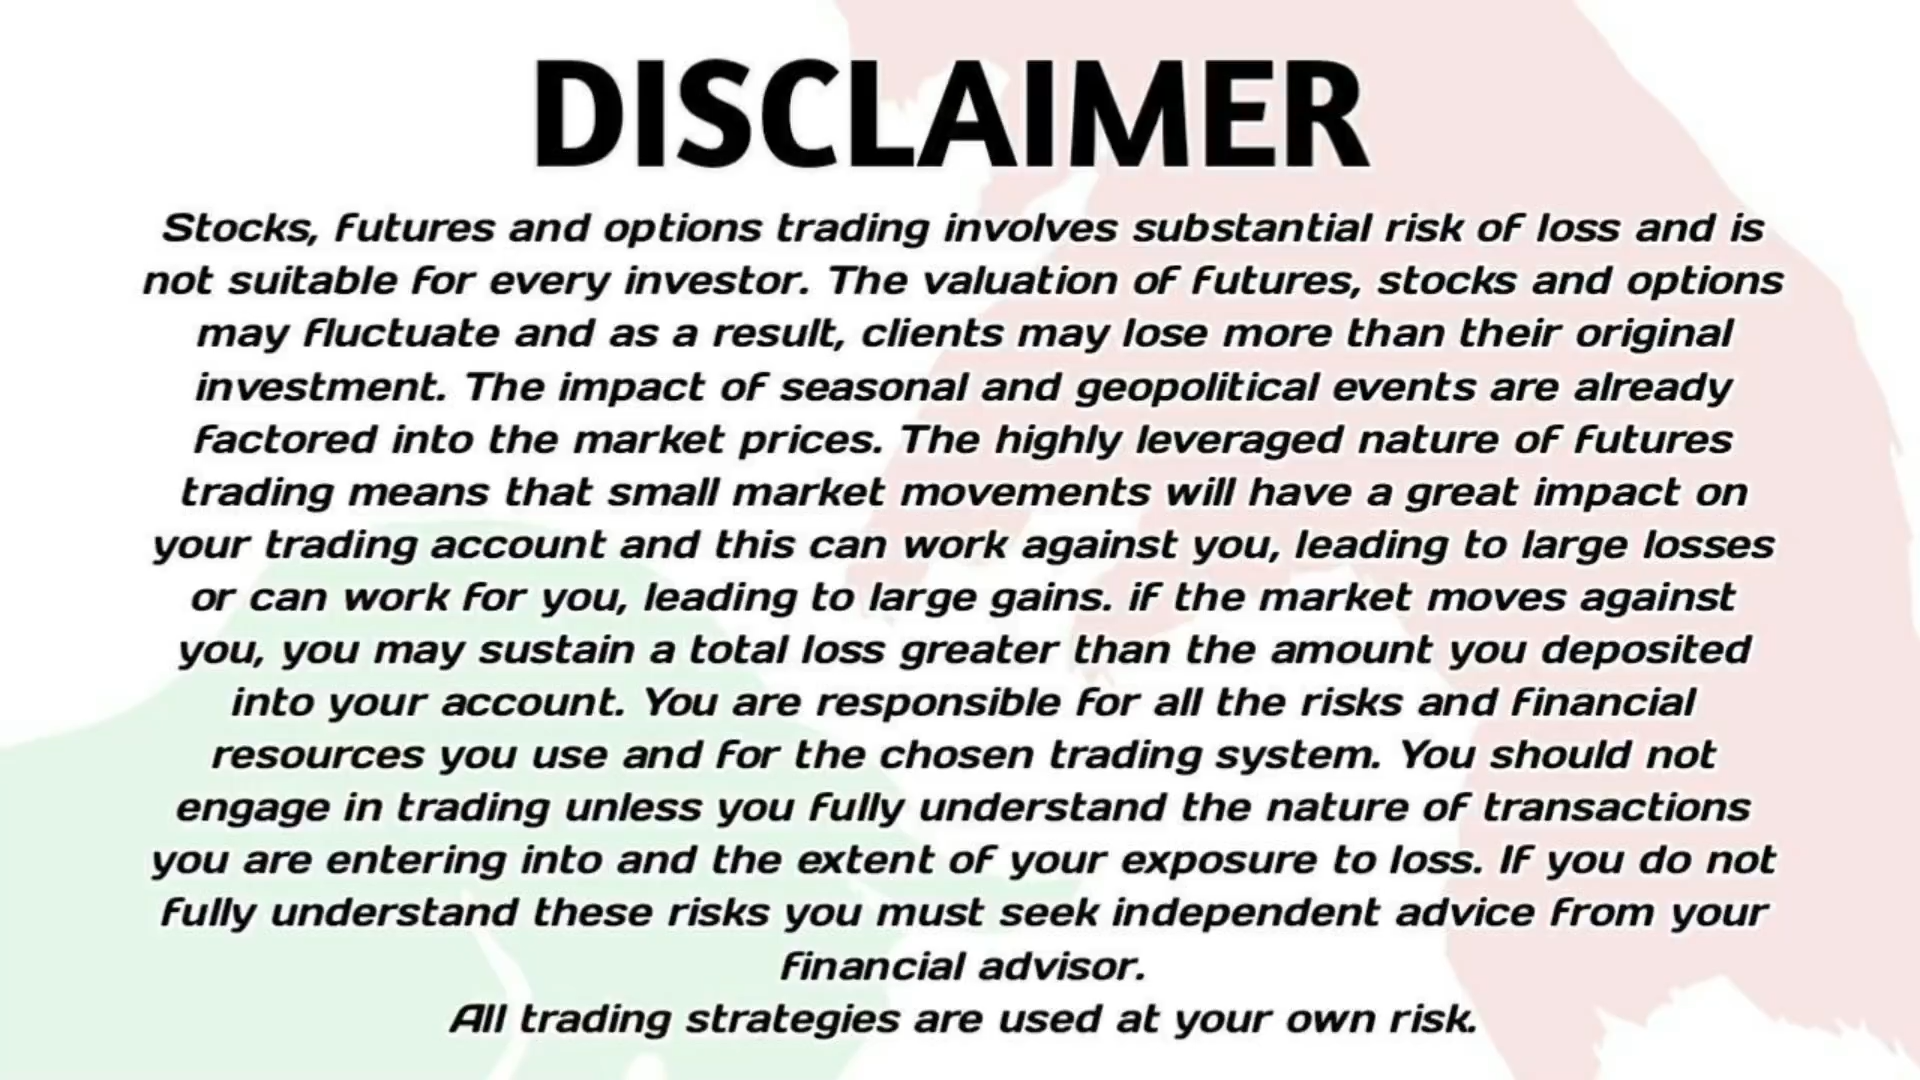 DISCLAIMER
Stocks, futures and options trading involves substantial risk of loss and is
not suitable for every investor. The valuation of futures, stocks and options
may fluctuate and as a result, clients may lose more than their original
investment. The impact of seasonal and geopolitical events are already
factored into the market prices. The highly leveraged nature of futures
trading means that small market movements will have a great impact on
your trading account and this can work against you, leading to large losses
or can work for you, leading to large gains. if the market moves against
you, you may sustain a total loss greater than the amount you deposited
into your account. You are responsible for all the risks and financial
resources you use and for the chosen trading system. You should not
engage in trading unless you fully understand the nature of transactions
you are entering into and the extent of your exposure to loss. If you do not
fully understand these risks you must seek independent advice from your
financial advisor.
All trading strategies are used at your own risk.